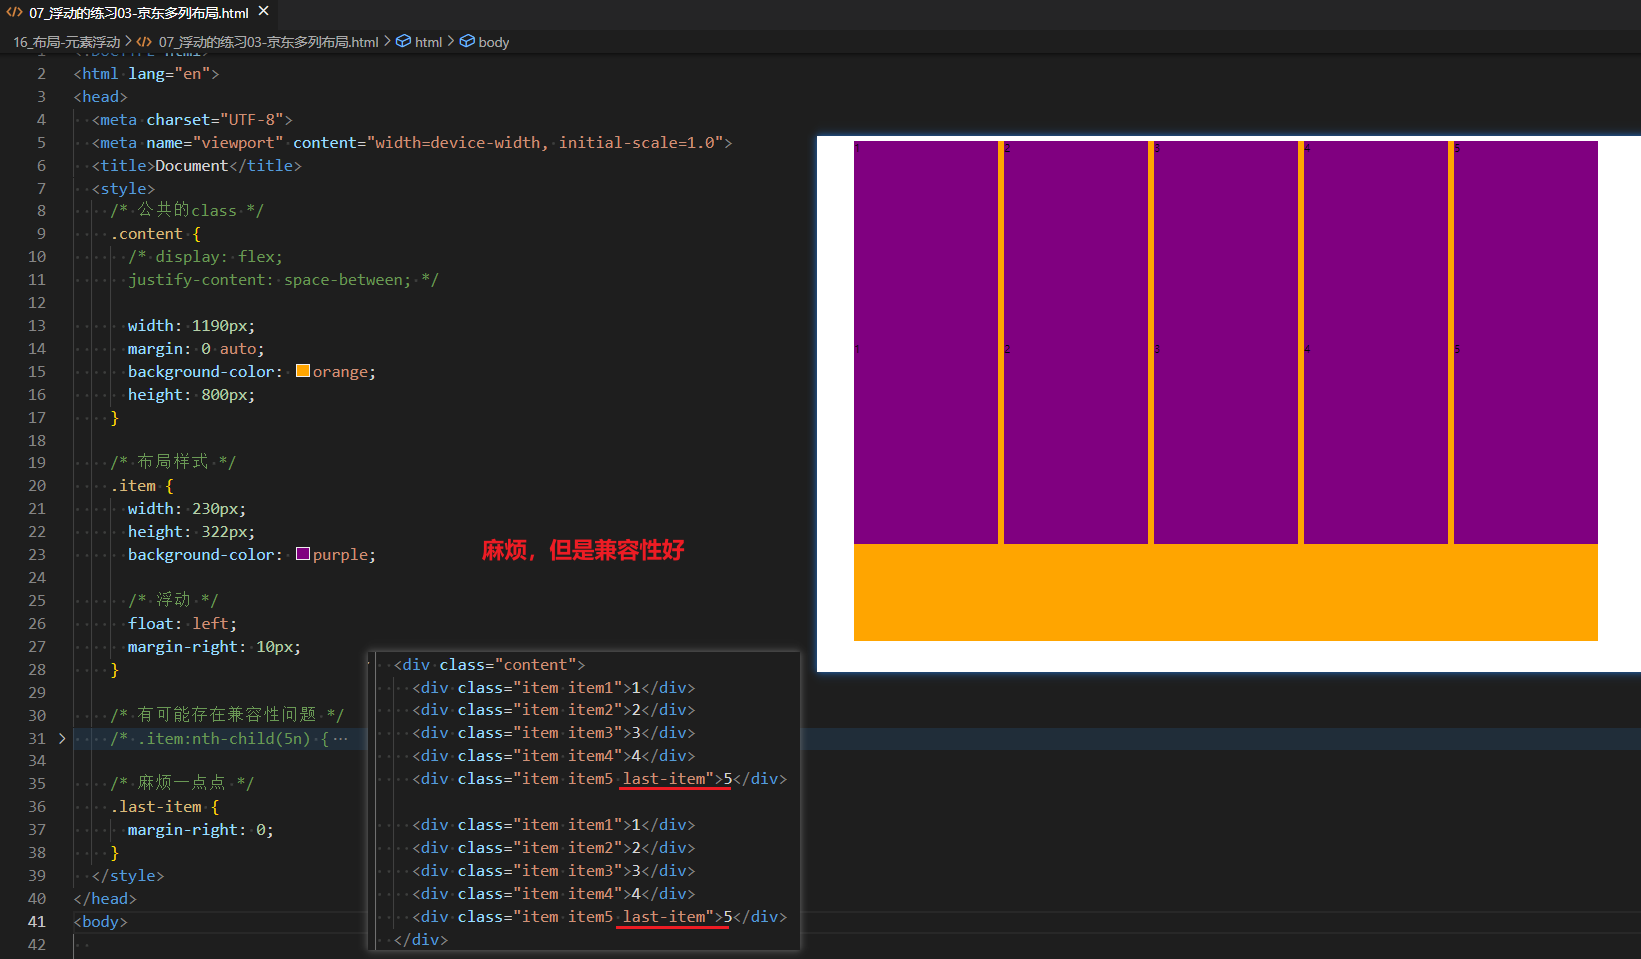 07_浮动的练习03-京东多列布局.html
16_布局-元素浮动 > 07_浮动的练习03-京东多列布局.html > html > body
2 <html lang="en">
3 <head>
4 <meta charset="UTF-8">
5 <meta name="viewport" content="width=device-width, initial-scale=1.0">
6 <title>Document</title>
7 <style>
8 /* 公共的class */
9 .content {
10 /* display: flex;
11 justify-content: space-between; */
12
13 width: 1190px;
14 margin: 0 auto;
15 background-color: orange;
16 height: 800px;
17 }
18
19 /* 布局样式 */
20 .item {
21 width: 230px;
22 height: 322px;
23 background-color: purple;
24
25 /* 浮动 */
26 float: left;
27 margin-right: 10px;
28 }
29
30 /* 有可能存在兼容性问题 */
31 /* .item:nth-child(5n) {…
34
35 /* 麻烦一点点 */
36 .last-item {
37 margin-right: 0;
38 }
39 </style>
40 </head>
41 <body>
42
麻烦，但是兼容性好
<div class="content">
<div class="item item1">1</div>
<div class="item item2">2</div>
<div class="item item3">3</div>
<div class="item item4">4</div>
<div class="item item5 last-item">5</div>
<div class="item item1">1</div>
<div class="item item2">2</div>
<div class="item item3">3</div>
<div class="item item4">4</div>
<div class="item item5 last-item">5</div>
</div>
1 2 3 4 5
1 2 3 4 5